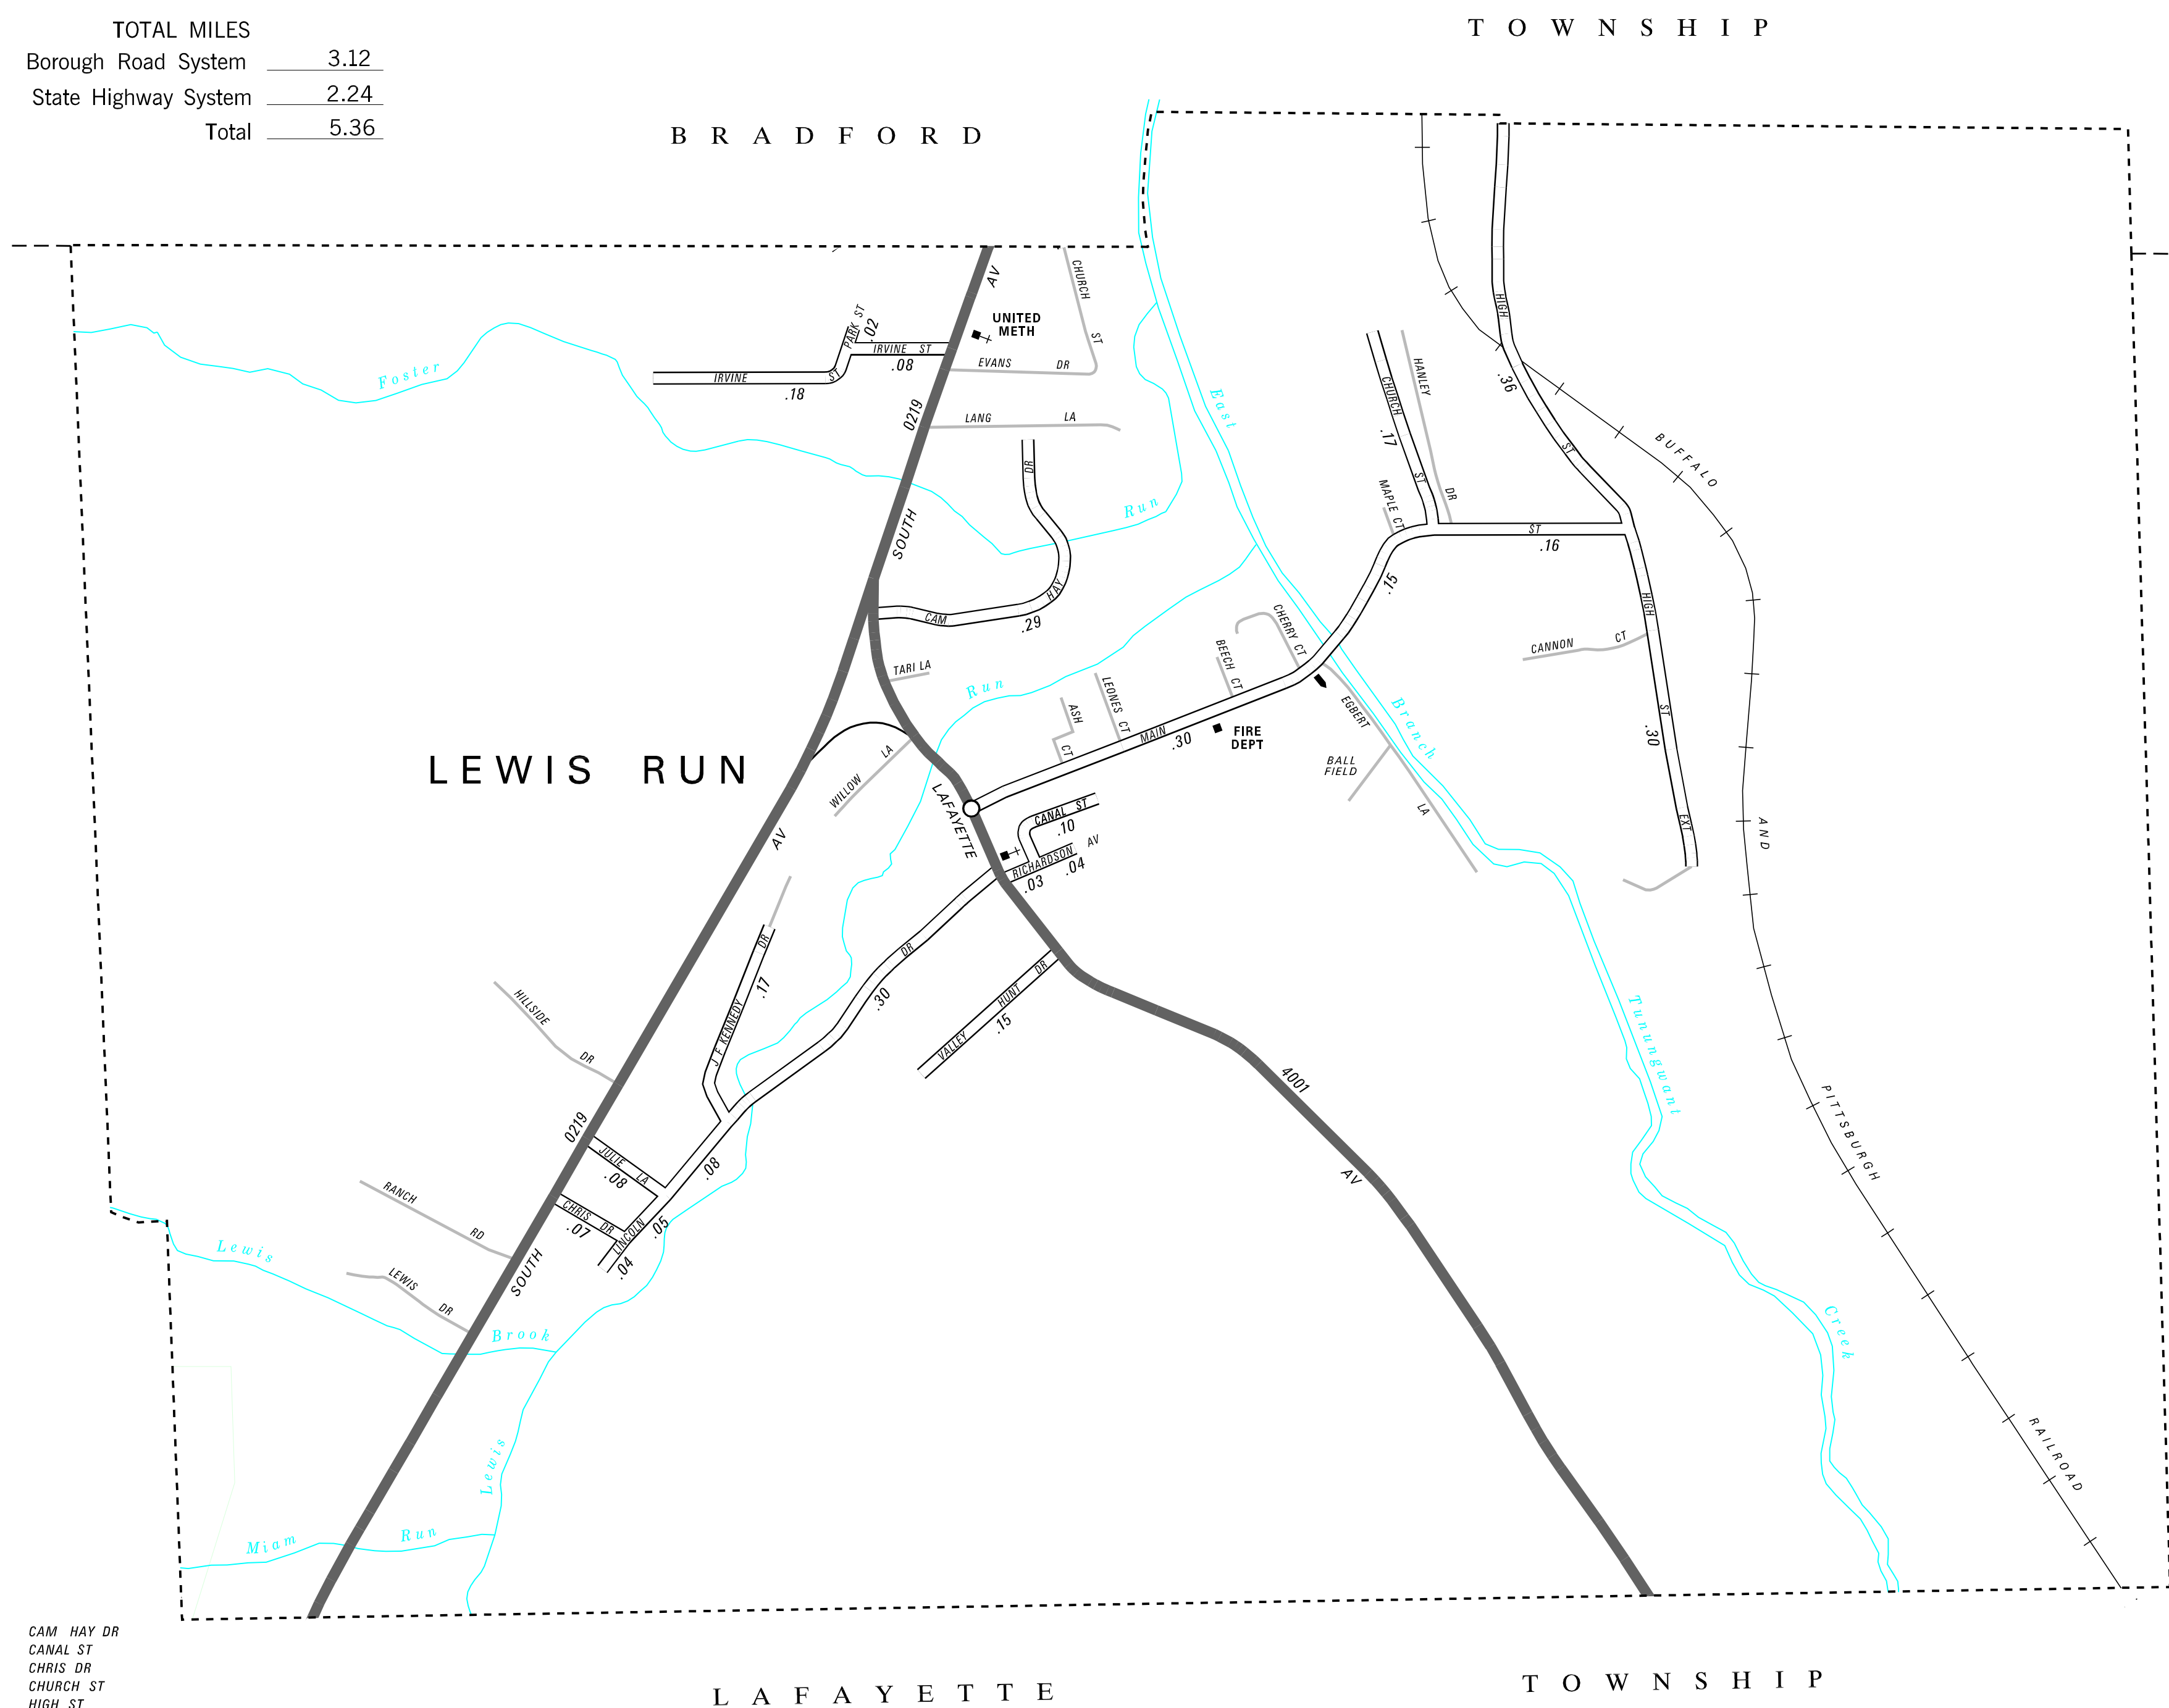 TOTAL MILES
Borough Road System 3.12
State Highway System 2.24
Total 5.36
TOWNSHIP
BRADFORD
AV
CHURCH
ST
UNITED
METH
PARK ST
.02
IRVINE ST
.08
IRVINE
ST
.18
EVANS DR
LANG LA
0219
Foster
Run
SOUTH
DR
HAY
CAM
.29
TARI LA
East
Branch
Tunungwant
Creek
CHURCH
ST
.17
HANLEY
DR
MAPLE CT
HIGH
.36
ST
BUFFALO
AND
PITTSBURGH
RAILROAD
ST
.16
.15
CHERRY CT
BEECH CT
LEONES CT
ASH
CT
MAIN
.30
FIRE
DEPT
EGBERT
LA
BALL
FIELD
CANNON CT
HIGH
ST
.30
EXT
Run
LEWIS RUN
WILLOW LA
LAFAYETTE
CANAL ST
.10
RICHARDSON AV
.03
.04
AV
DR
.30
J F KENNEDY
DR
.17
VALLEY HUNT DR
.15
HILLSIDE
DR
0219
JULIE LA
.08
.08
CHRIS DR
.07
LINCOLN
.05
.04
RANCH
RD
LEWIS
DR
SOUTH
4001
AV
Lewis
Brook
Lewis
Miam Run
CAM HAY DR
CANAL ST
CHRIS DR
CHURCH ST
HIGH ST
LAFAYETTE
TOWNSHIP